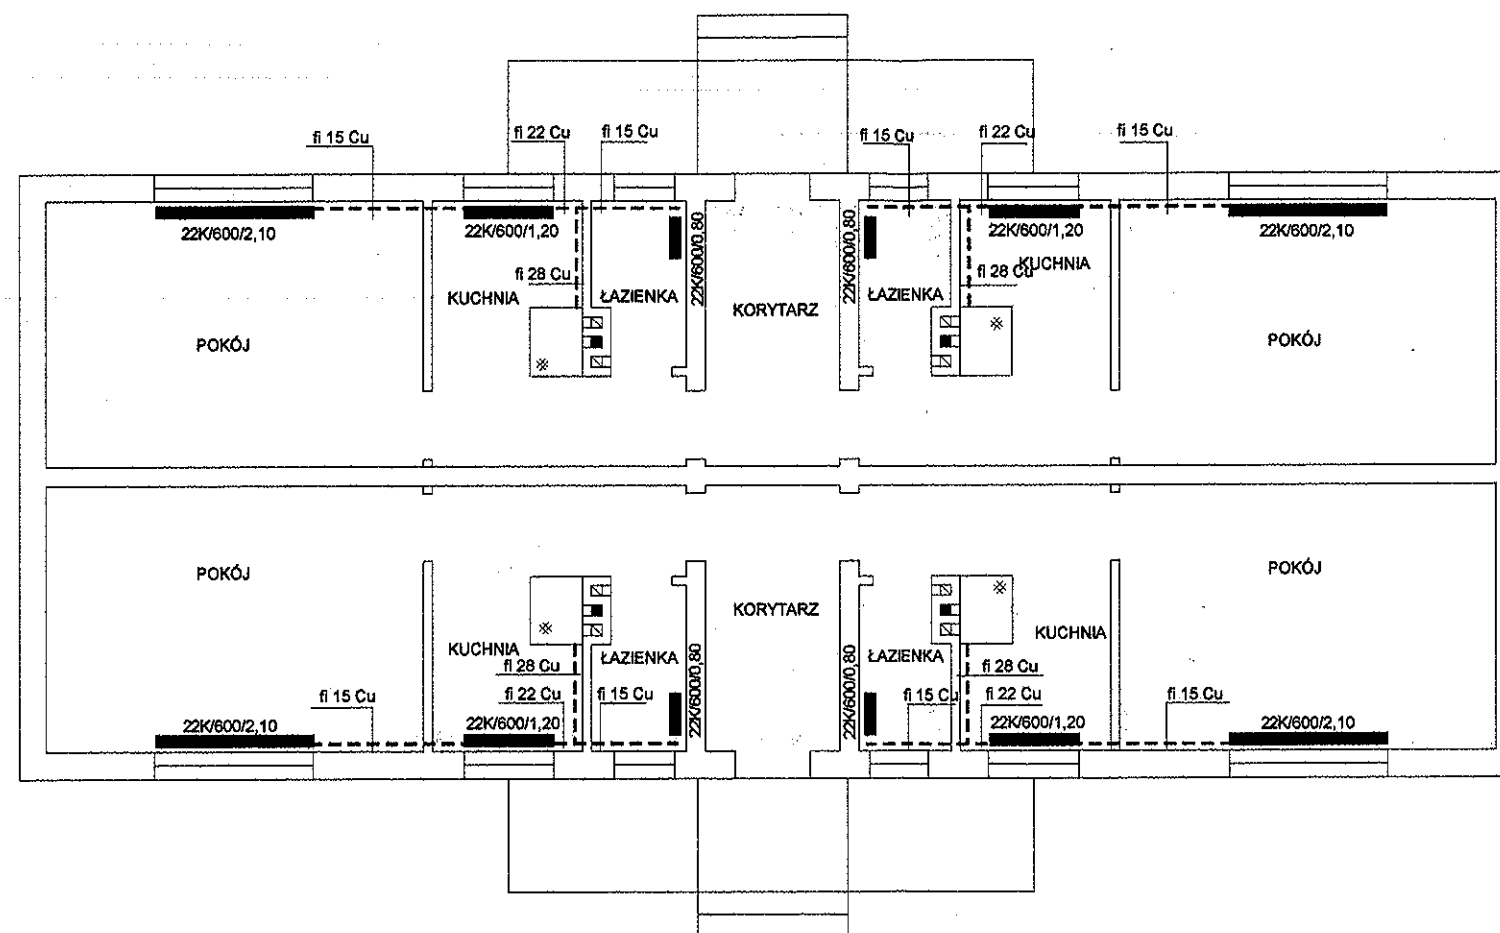 fi 15 Cu
fi 22 Cu
fi 15 Cu
fi 15 Cu
fi 22 Cu
fi 15 Cu
22K/600/2,10
22K/600/1,20
22K/600/0,80
22K/600/0,80
22K/600/1,20
22K/600/2,10
fi 28 Cu
fi 28 Cu
KUCHNIA
KUCHNIA
ŁAZIENKA
ŁAZIENKA
KORYTARZ
POKÓJ
POKÓJ
POKÓJ
POKÓJ
KORYTARZ
KUCHNIA
ŁAZIENKA
ŁAZIENKA
KUCHNIA
fi 28 Cu
fi 28 Cu
fi 15 Cu
fi 22 Cu
fi 15 Cu
fi 15 Cu
fi 22 Cu
fi 15 Cu
22K/600/2,10
22K/600/1,20
22K/600/0,80
22K/600/0,80
22K/600/1,20
22K/600/2,10